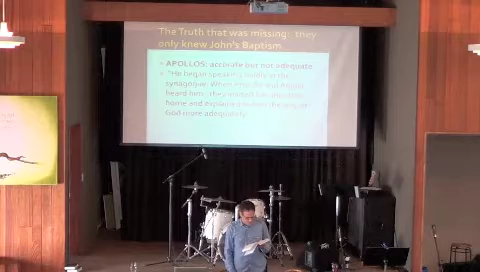 The Truth that was missing: they
only knew John's Baptism.
APOLLOS: accurate but not adequate
"He began speaking boldly in the
synagogue. When Priscilla and Aquila
heard him, they invited him to their
home and explained to him the way of
God more adequately.